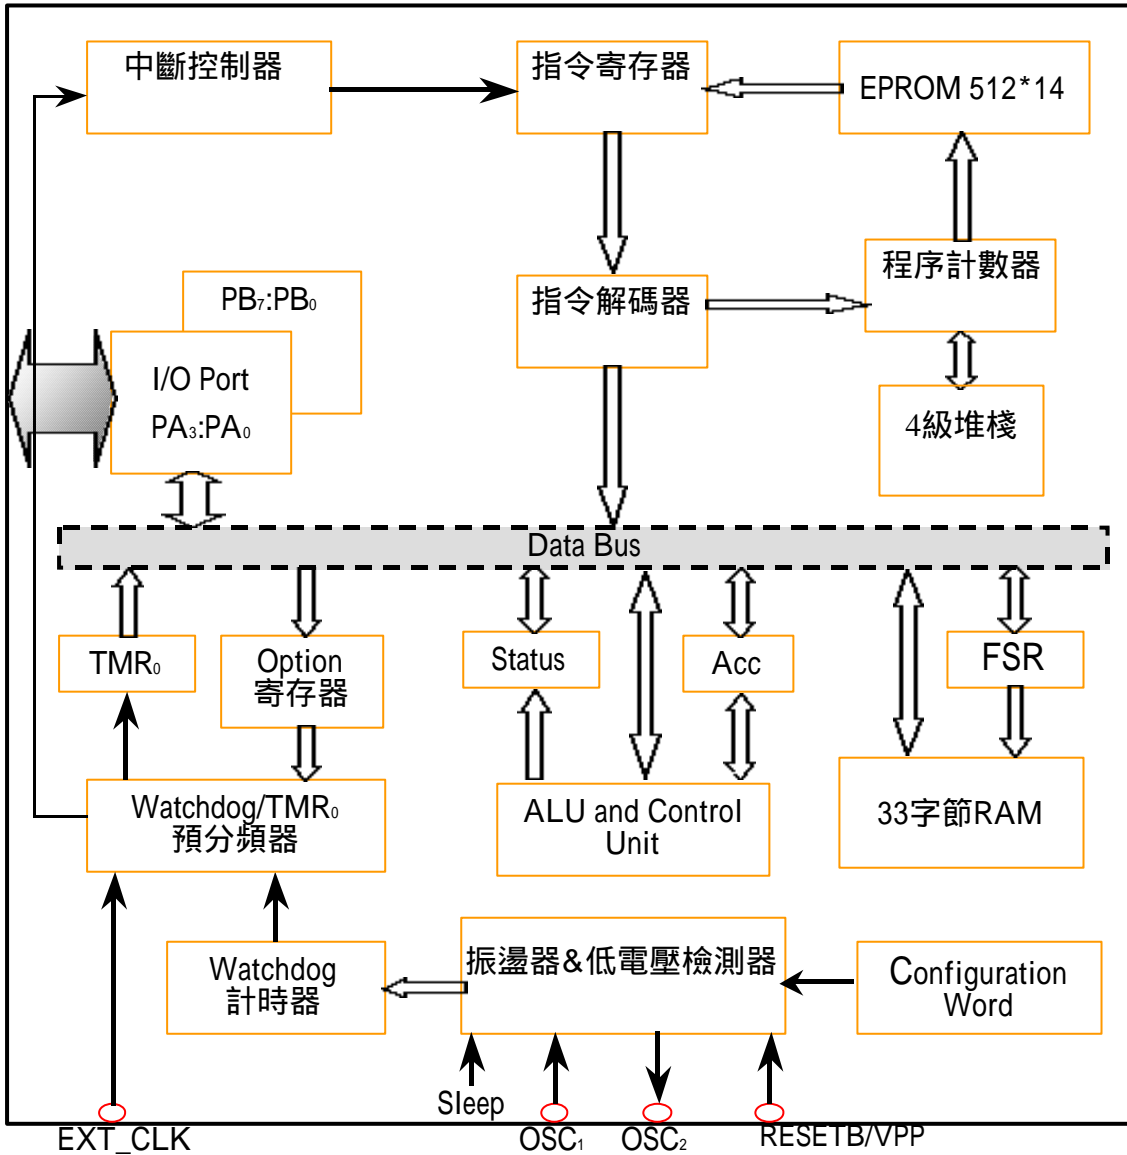 中斷控制器
指令寄存器
EPROM 512*14
程序計數器
指令解碼器
PB₇:PB₀
I/O Port
PA₃:PA₀
4級堆棧
Data Bus
TMR₀
Option
寄存器
Status
Acc
FSR
Watchdog/TMR₀
預分頻器
ALU and Control
Unit
33字節RAM
Watchdog
計時器
振盪器&低電壓檢測器
Configuration
Word
Sleep
EXT_CLK
OSC₁
OSC₂
RESETB/VPP